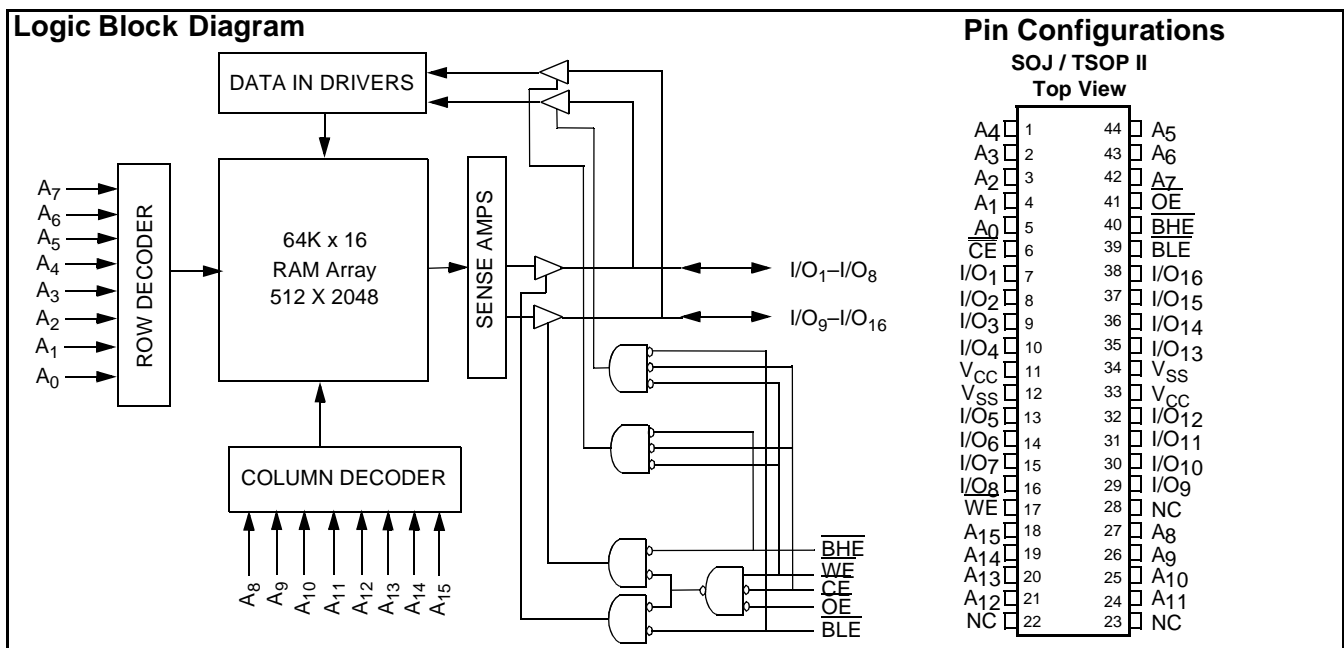 Logic Block Diagram
DATA IN DRIVERS
A7
A6
A5
A4
A3
A2
A1
A0
ROW DECODER
64K x 16
RAM Array
512 X 2048
SENSE AMPS
I/O1–I/O8
I/O9–I/O16
COLUMN DECODER
A8
A9
A10
A11
A12
A13
A14
A15
BHE
WE
CE
OE
BLE
Pin Configurations
SOJ / TSOP II
Top View
A4 1 44 A5
A3 2 43 A6
A2 3 42 A7
A1 4 41 OE
A0 5 40 BHE
CE 6 39 BLE
I/O1 7 38 I/O16
I/O2 8 37 I/O15
I/O3 9 36 I/O14
I/O4 10 35 I/O13
VCC 11 34 VSS
VSS 12 33 VCC
I/O5 13 32 I/O12
I/O6 14 31 I/O11
I/O7 15 30 I/O10
I/O8 16 29 I/O9
WE 17 28 NC
A15 18 27 A8
A14 19 26 A9
A13 20 25 A10
A12 21 24 A11
NC 22 23 NC